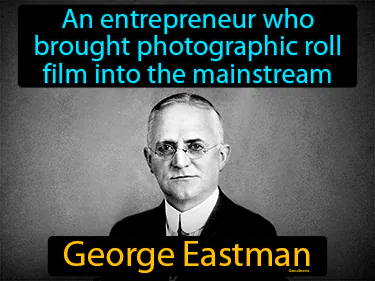 An entrepreneur who
brought photographic roll
film into the mainstream
George Eastman